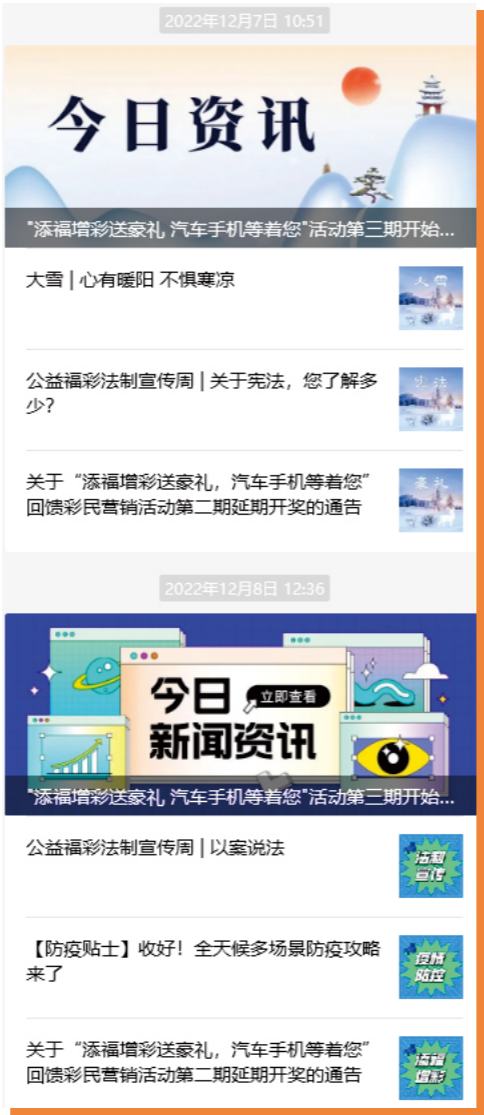 2022年12月7日 10:51
今日资讯
"添福增彩送豪礼 汽车手机等着您"活动第三期开始...
大雪 | 心有暖阳 不惧寒凉
大雪
公益福彩法制宣传周 | 关于宪法，您了解多
少？
宪法
关于“添福增彩送豪礼，汽车手机等着您”
回馈彩民营销活动第二期延期开奖的通告
豪礼
2022年12月8日 12:36
今日
立即查看
新闻资讯
"添福增彩送豪礼 汽车手机等着您"活动第三期开始...
公益福彩法制宣传周 | 以案说法
法制
宣传
【防疫贴士】收好！全天候多场景防疫攻略
来了
疫情
防控
关于“添福增彩送豪礼，汽车手机等着您”
回馈彩民营销活动第二期延期开奖的通告
添福
增彩